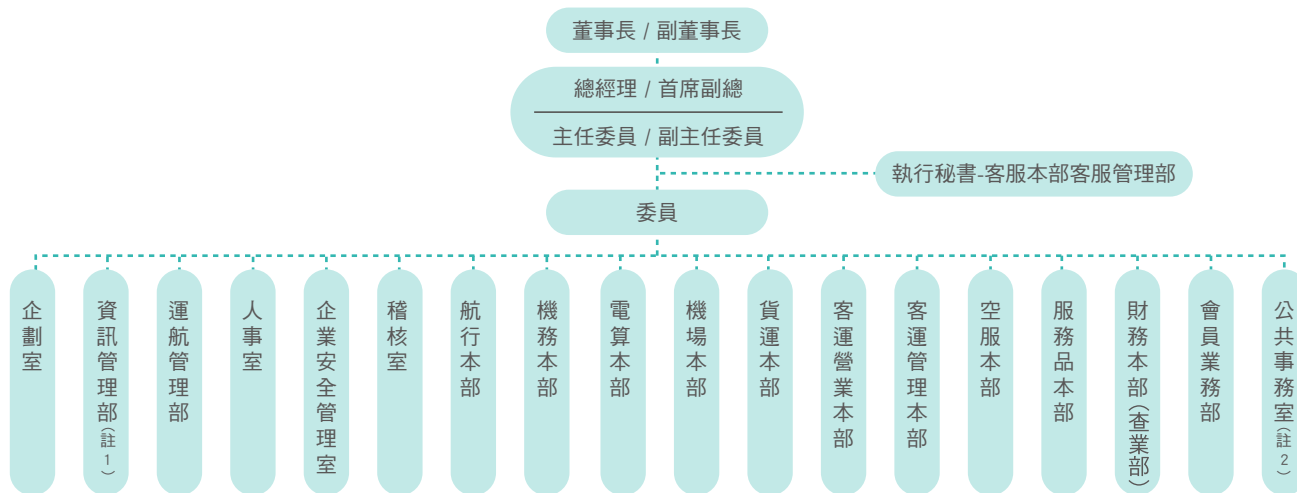 董事長 / 副董事長
總經理 / 首席副總
主任委員 / 副主任委員
執行秘書-客服本部客服管理部
委員
企劃室
資訊管理部(註1)
運航管理部
人事室
企業安全管理室
稽核室
航行本部
機務本部
電算本部
機場本部
貨運本部
客運營業本部
客運管理本部
空服本部
服務品本部
財務本部(查業部)
會員業務部
公共事務室(註2)